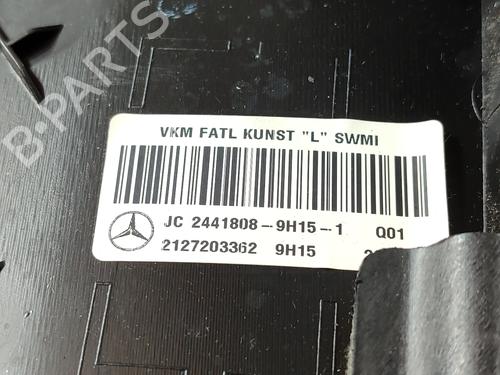 B-PARTS
VKM FATL KUNST "L" SWMI
JC 2441808-9H15-1 Q01
2127203362 9H15